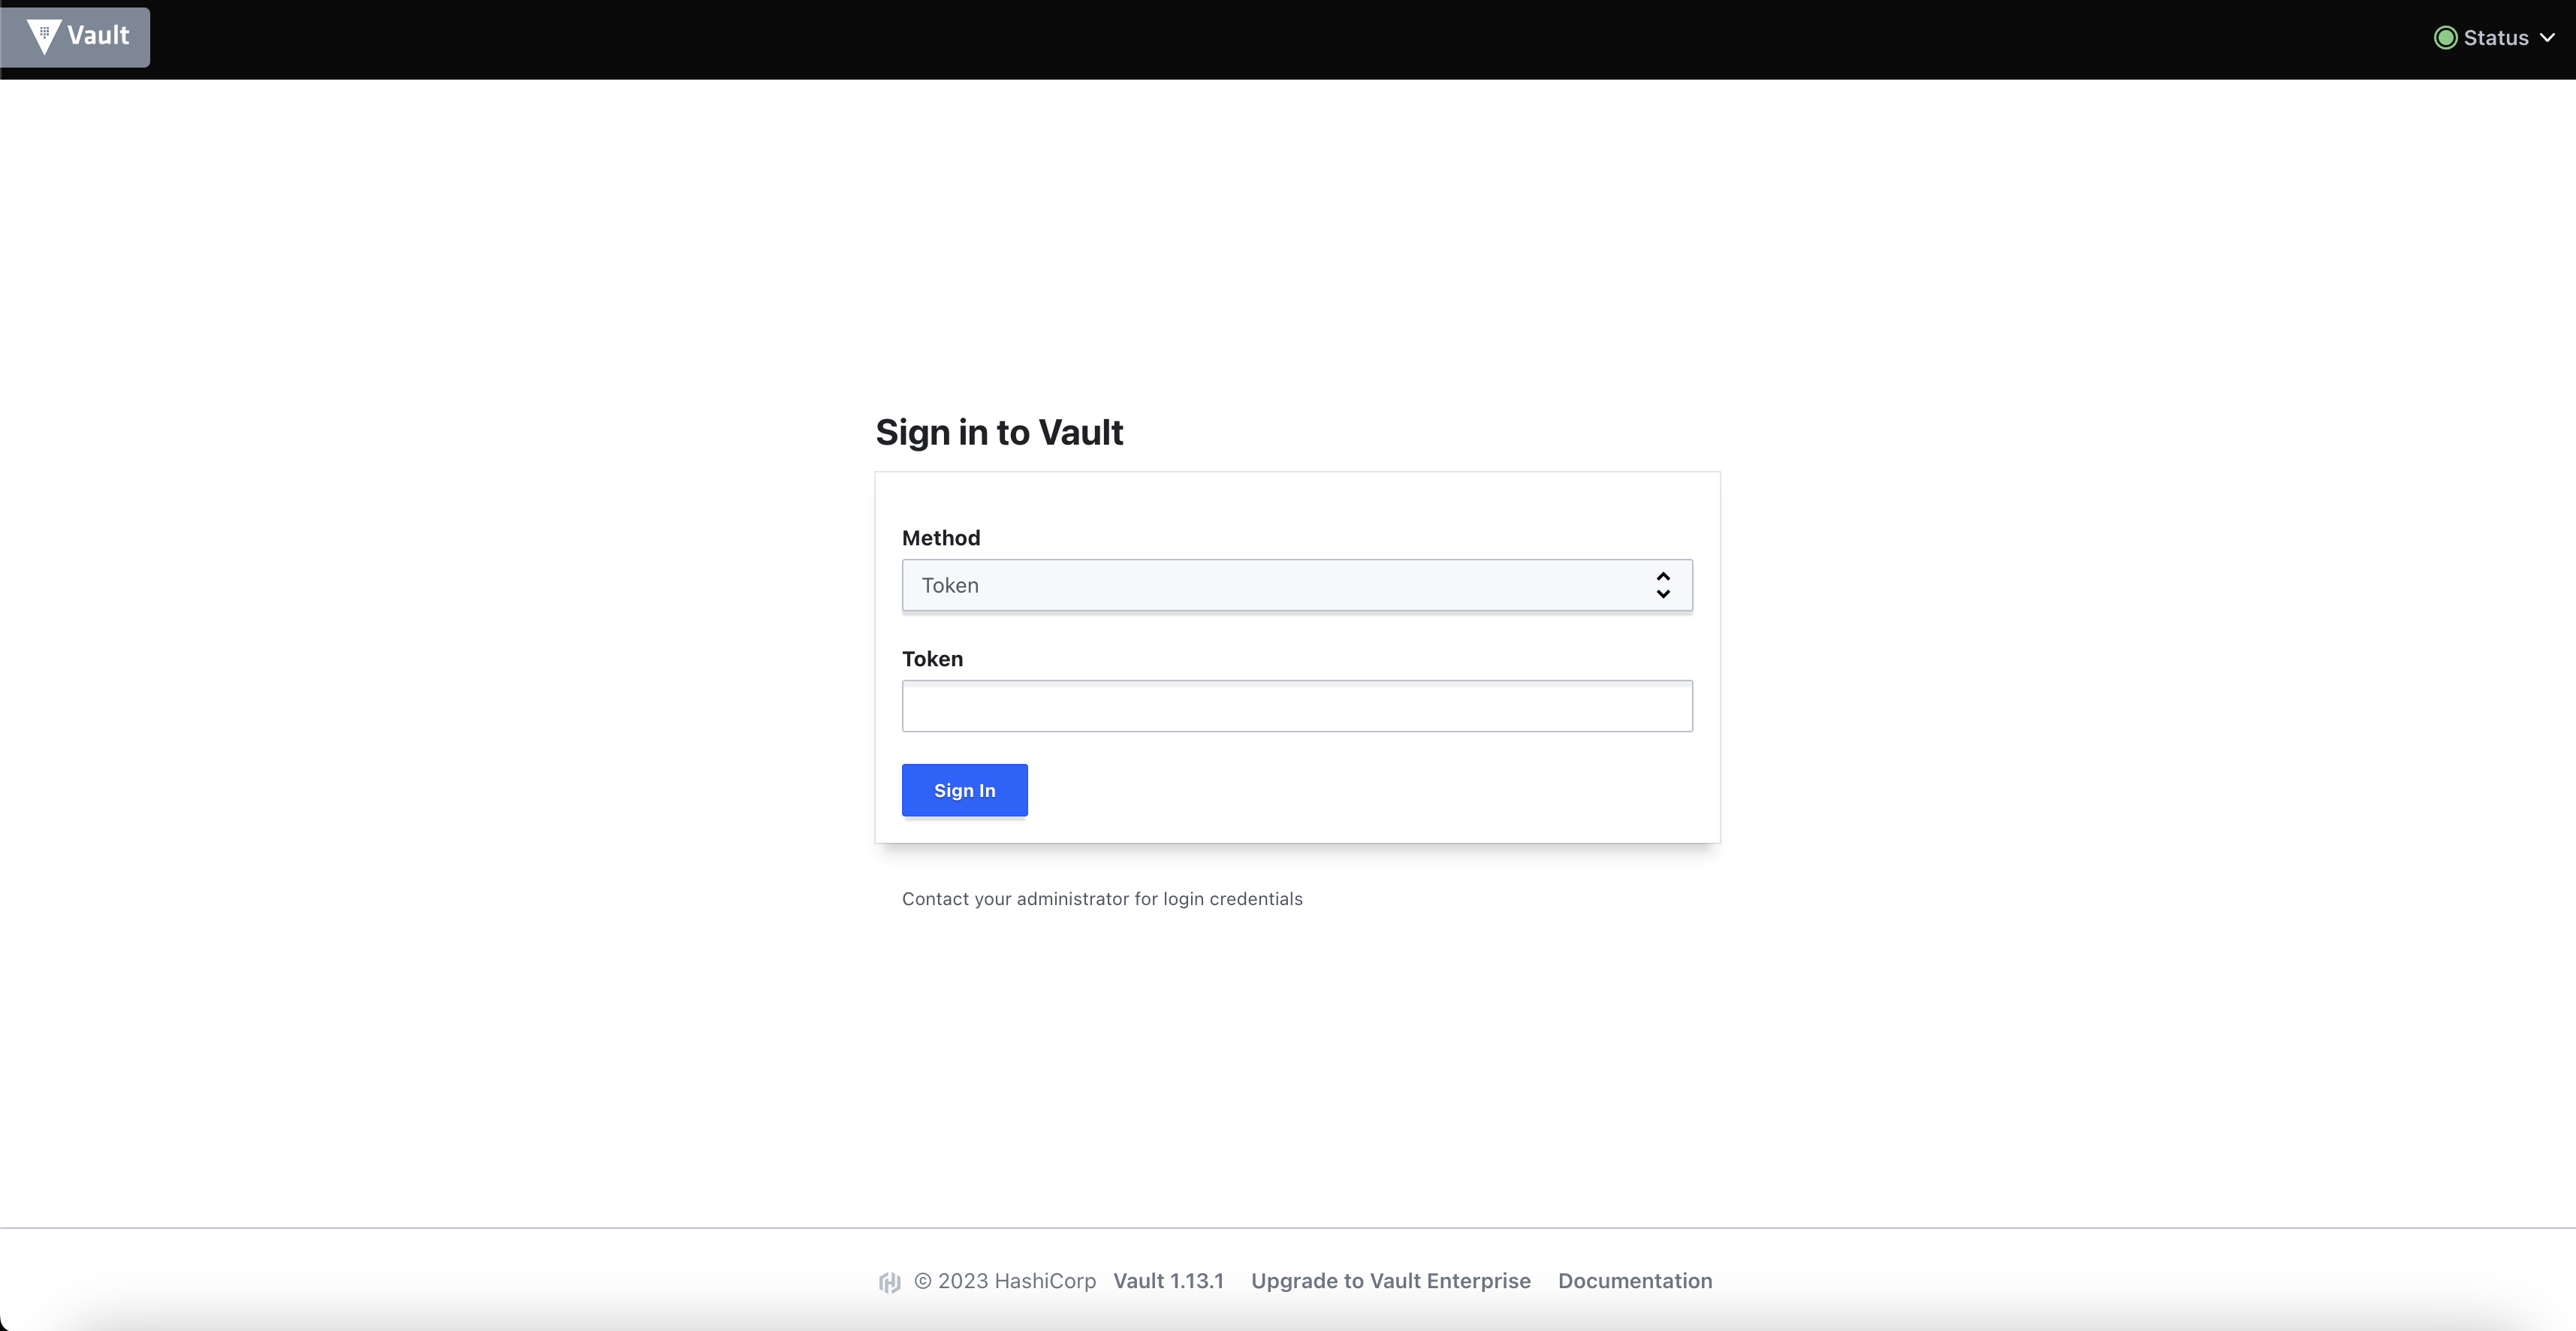 Vault
Status
Sign in to Vault
Method
Token
Token
Sign In
Contact your administrator for login credentials
© 2023 HashiCorp Vault 1.13.1 Upgrade to Vault Enterprise Documentation